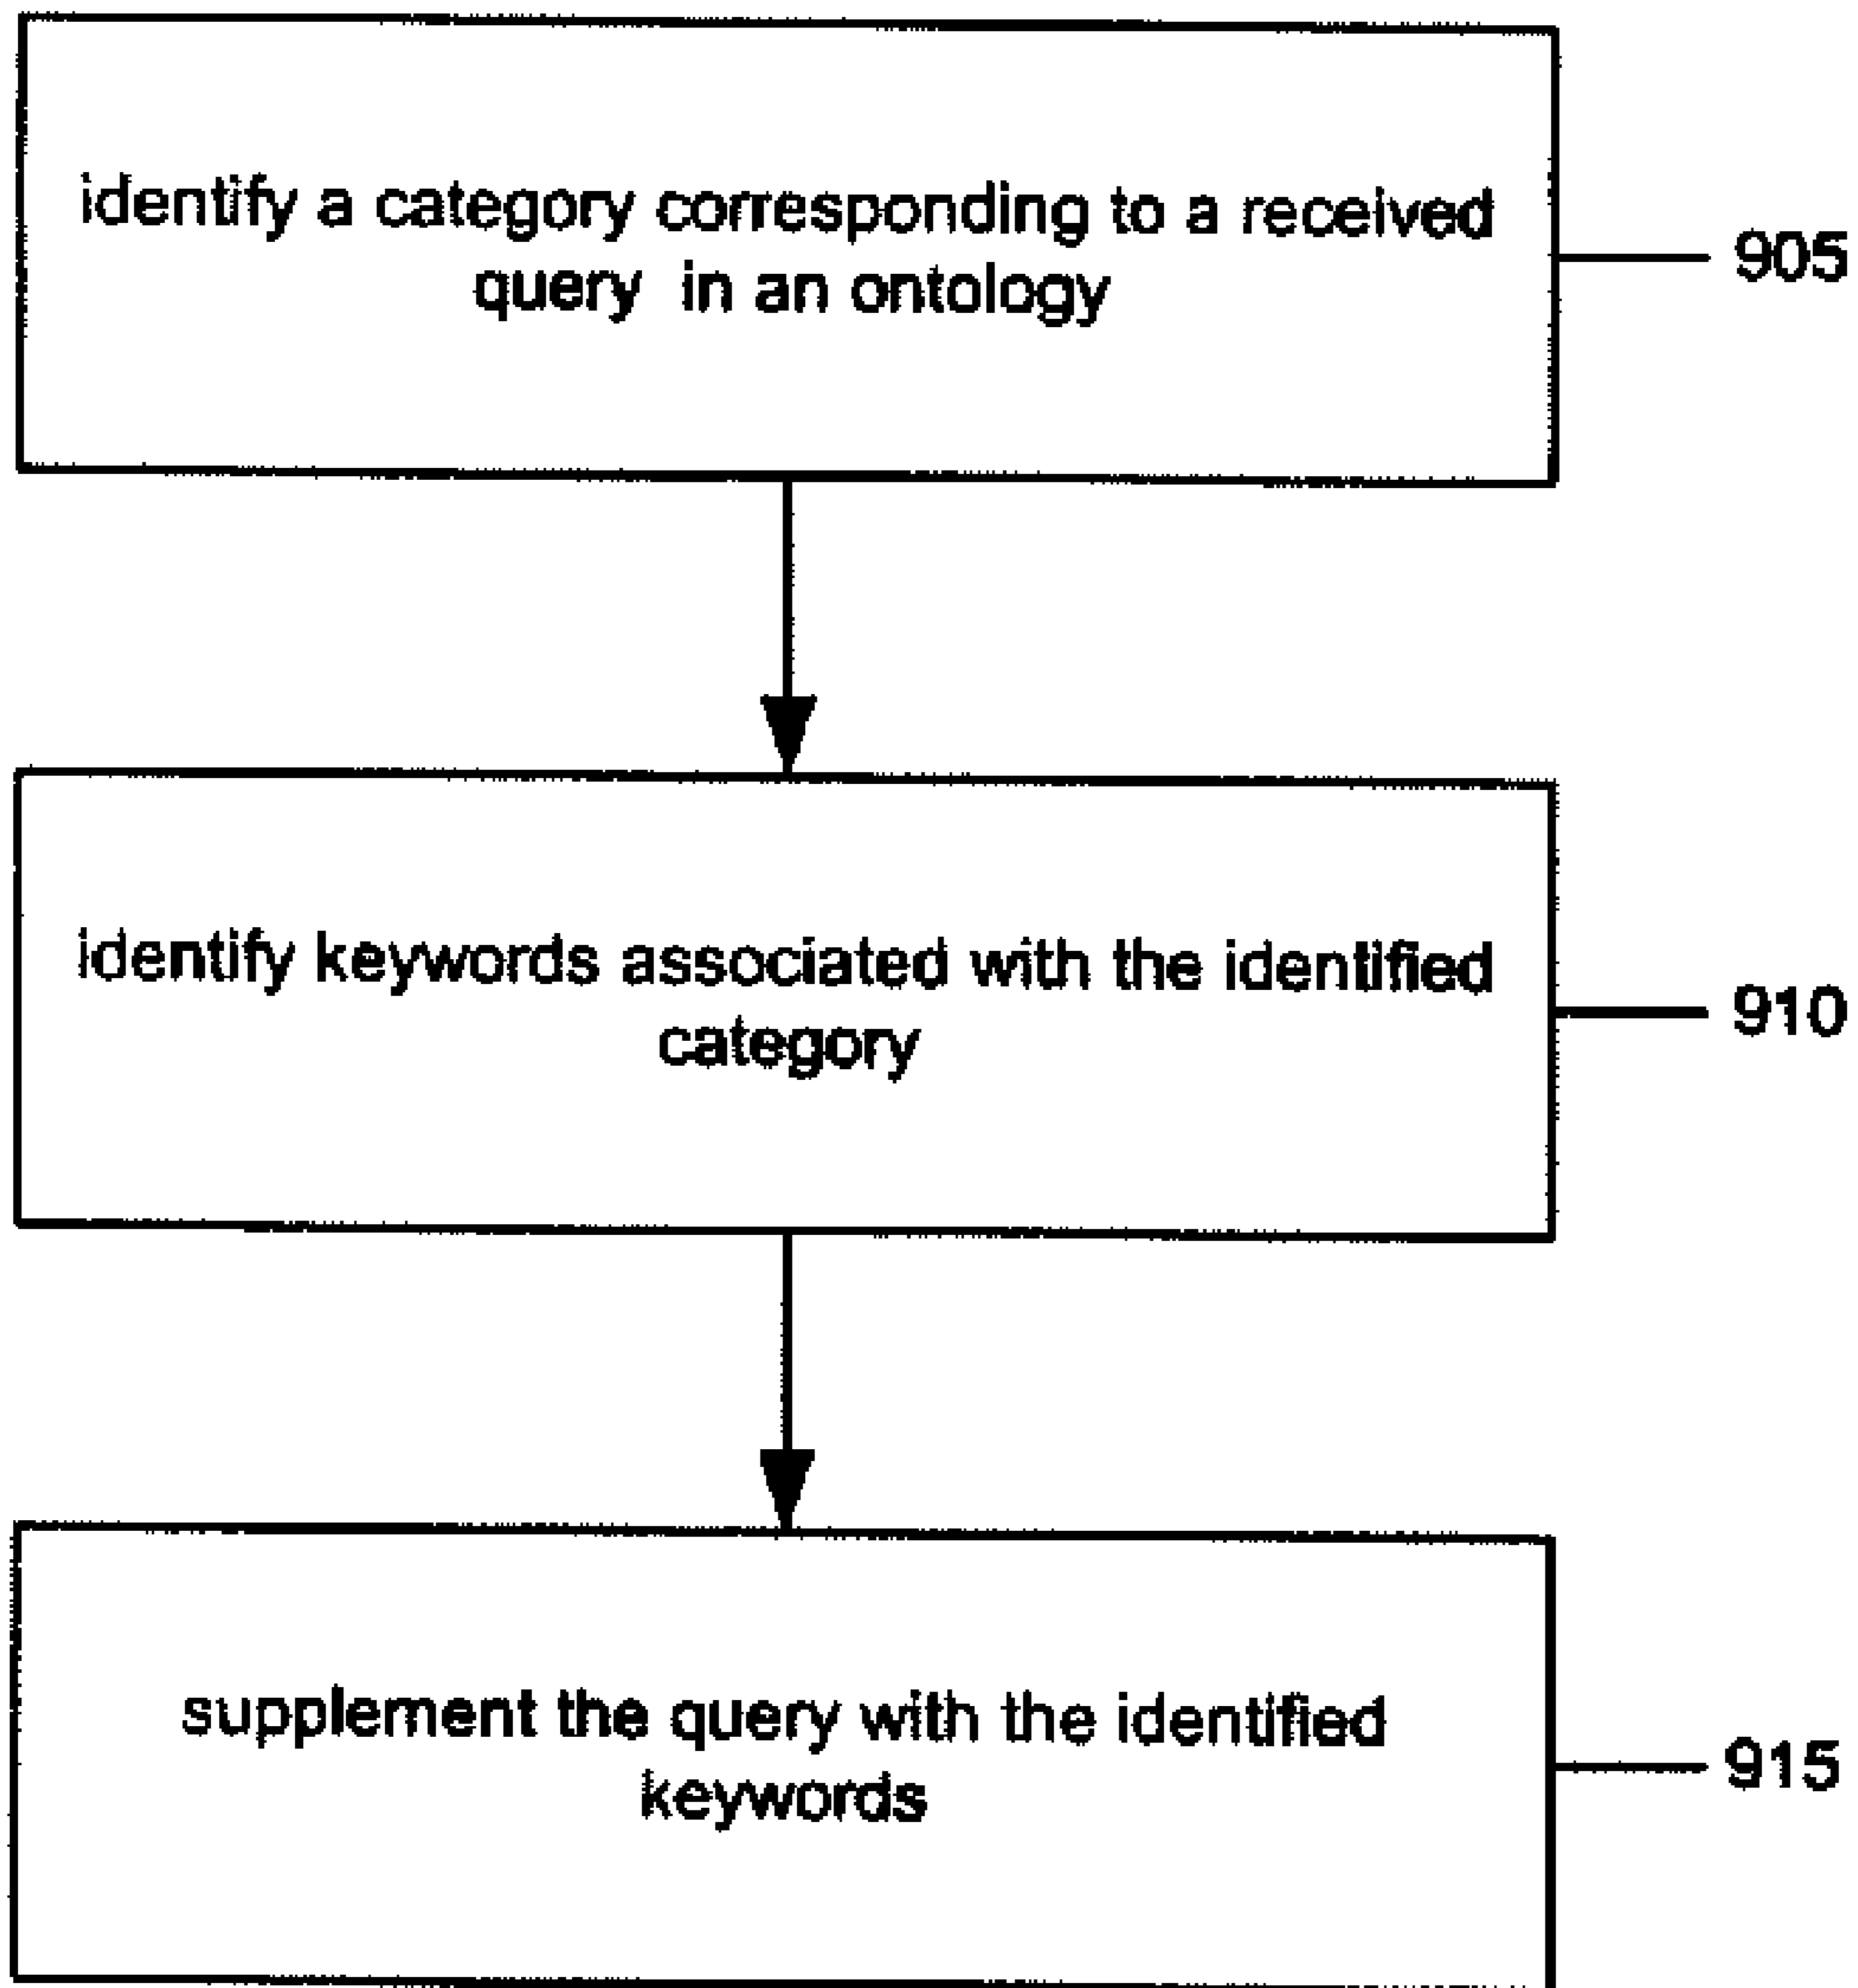 identify a category corresponding to a received
query in an ontology
905
identify keywords associated with the identified
category
910
supplement the query with the identified
keywords
915